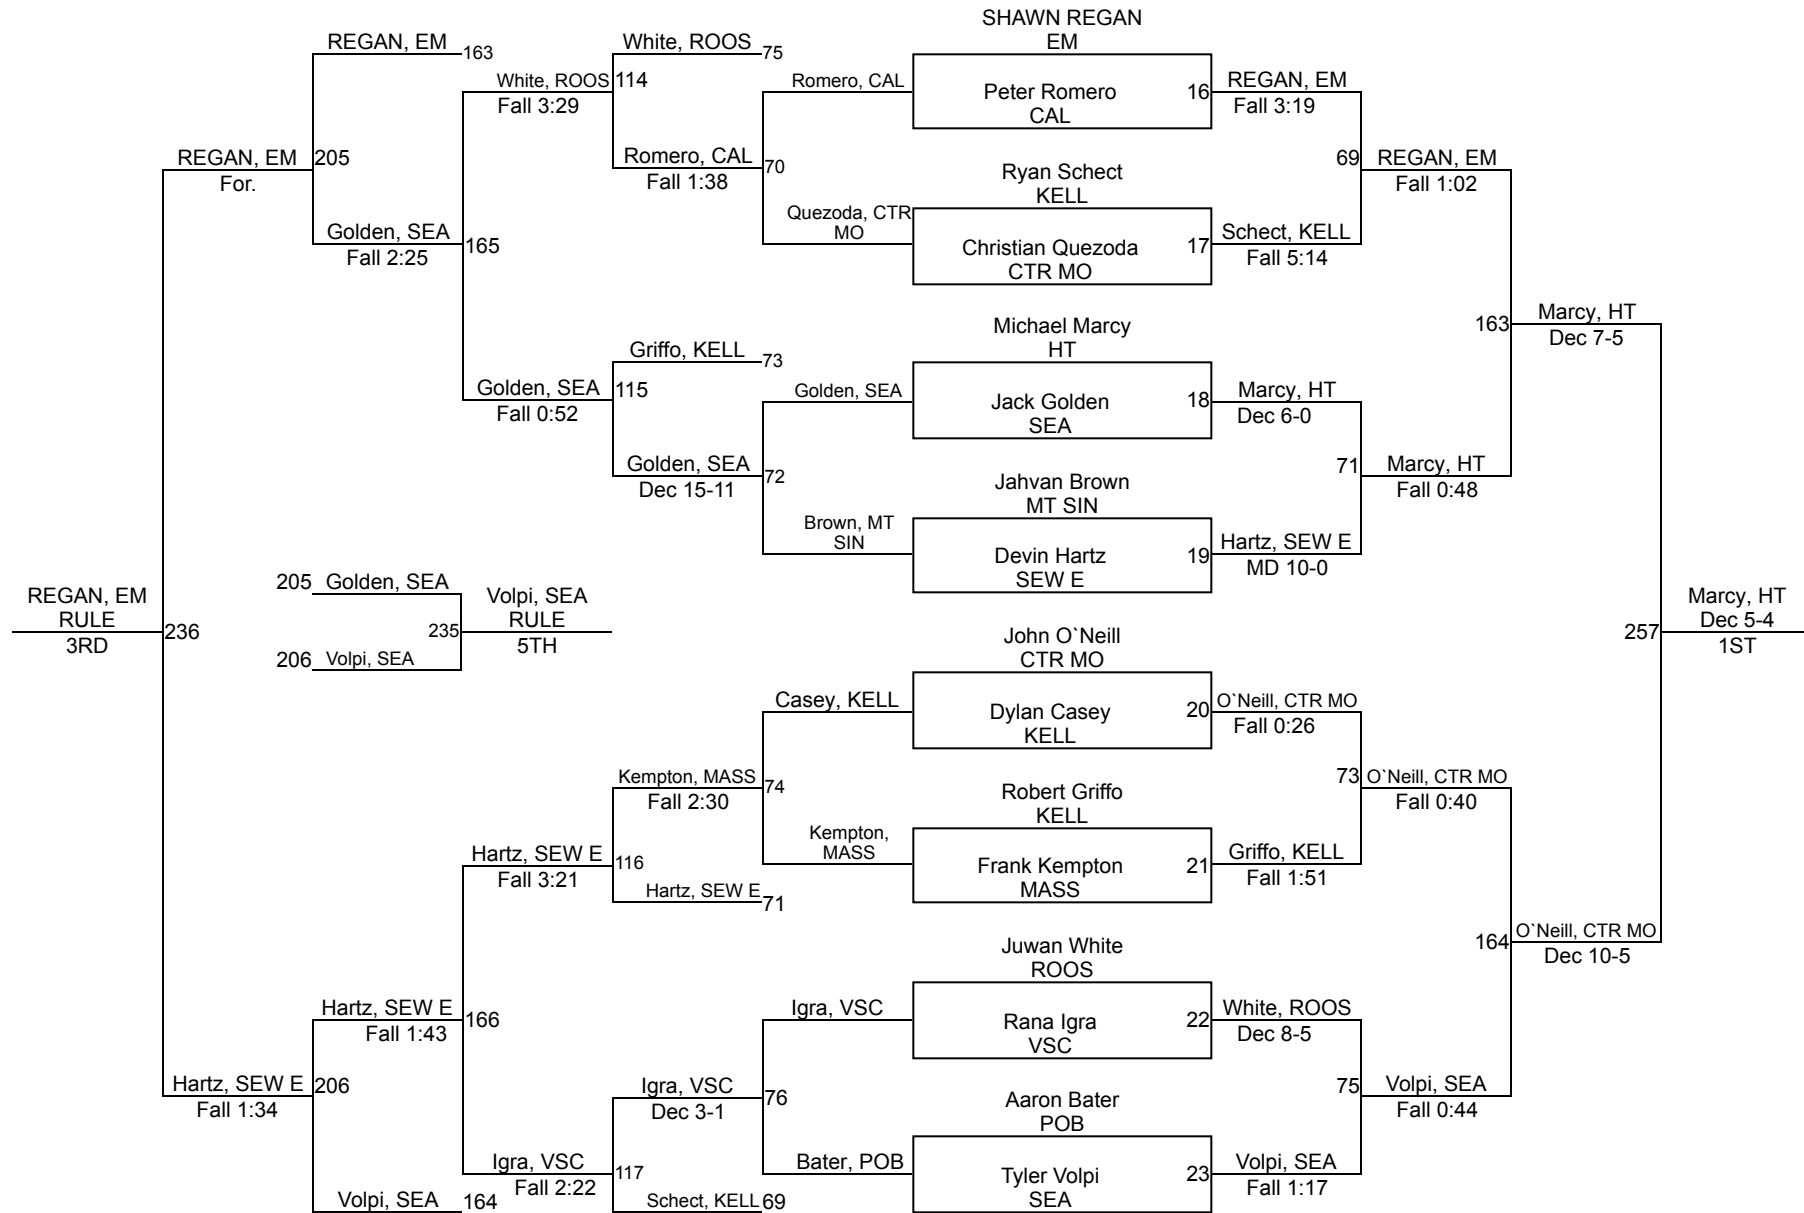 SHAWN REGAN
EM
REGAN, EM
163
White, ROOS
75
White, ROOS
114
Fall 3:29
Romero, CAL
Peter Romero
CAL
16
REGAN, EM
Fall 3:19
REGAN, EM
205
For.
Romero, CAL
70
Fall 1:38
Ryan Schect
KELL
69
REGAN, EM
Fall 1:02
Golden, SEA
165
Fall 2:25
Quezoda, CTR
MO
Christian Quezoda
CTR MO
17
Schect, KELL
Fall 5:14
Michael Marcy
HT
163
Marcy, HT
Dec 7-5
Griffo, KELL
73
Golden, SEA
115
Fall 0:52
Golden, SEA
Jack Golden
SEA
18
Marcy, HT
Dec 6-0
Golden, SEA
72
Dec 15-11
Jahvan Brown
MT SIN
71
Marcy, HT
Fall 0:48
Brown, MT
SIN
Devin Hartz
SEW E
19
Hartz, SEW E
MD 10-0
205
Golden, SEA
REGAN, EM
RULE
3RD
236
235
Volpi, SEA
RULE
5TH
206
Volpi, SEA
257
Marcy, HT
Dec 5-4
1ST
John O`Neill
CTR MO
Casey, KELL
Dylan Casey
KELL
20
O`Neill, CTR MO
Fall 0:26
Kempton, MASS
74
Fall 2:30
Robert Griffo
KELL
73
O`Neill, CTR MO
Fall 0:40
Kempton,
MASS
Frank Kempton
MASS
21
Griffo, KELL
Fall 1:51
Hartz, SEW E
116
Fall 3:21
Hartz, SEW E
71
Juwan White
ROOS
164
O`Neill, CTR MO
Dec 10-5
Hartz, SEW E
166
Fall 1:43
Igra, VSC
Rana Igra
VSC
22
White, ROOS
Dec 8-5
Hartz, SEW E
206
Fall 1:34
Igra, VSC
76
Dec 3-1
Aaron Bater
POB
75
Volpi, SEA
Fall 0:44
Igra, VSC
117
Fall 2:22
Bater, POB
Tyler Volpi
SEA
23
Volpi, SEA
Fall 1:17
Volpi, SEA
164
Schect, KELL
69